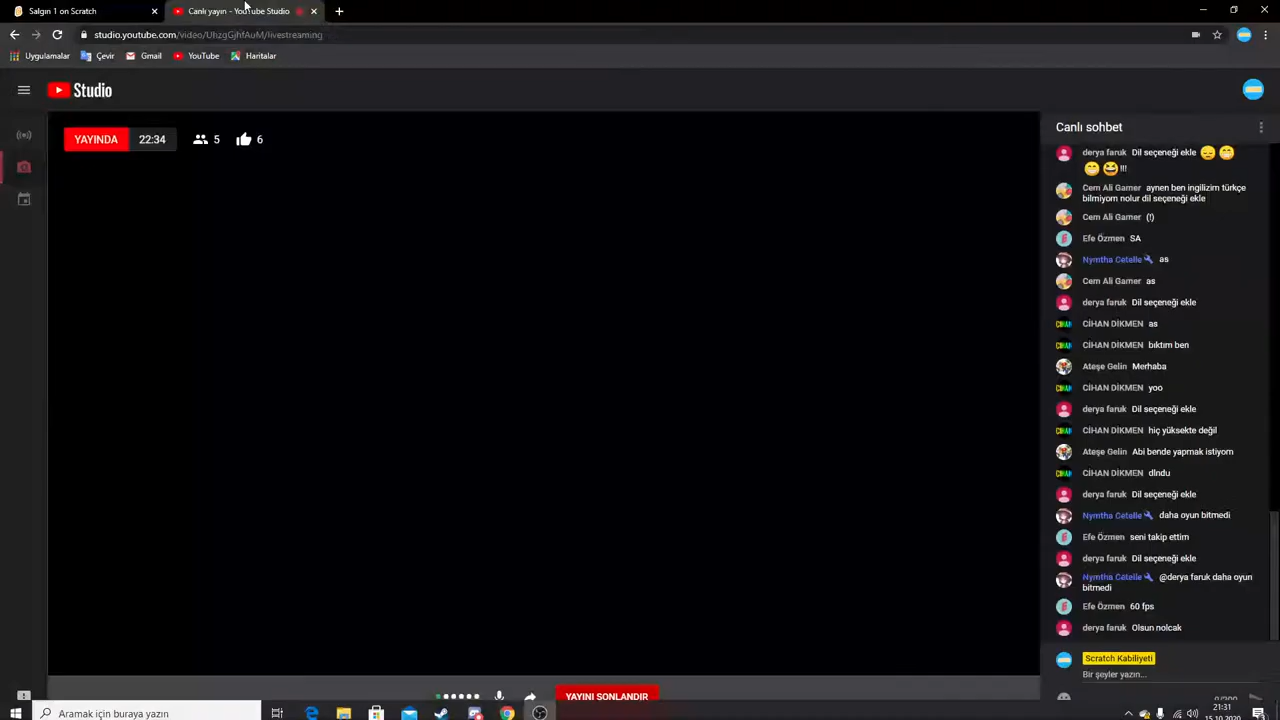 Salgın 1 on Scratch
Canlı yayın - YouTube Studio
studio.youtube.com/video/UhzgGjhfAuM/livestreaming
Uygulamalar
Çevir
Gmail
YouTube
Haritalar
Studio
YAYINDA
22:34
5
6
Canlı sohbet
derya faruk Dil seçeneği ekle
!!!
Cem Ali Gamer aynen ben ingilizim türkçe
bilmiyom nolur dil seçeneği ekle
Cem Ali Gamer (!)
Efe Özmen SA
Nymtha Cetelle as
Cem Ali Gamer as
derya faruk Dil seçeneği ekle
CİHAN DİKMEN as
CİHAN DİKMEN bıktım ben
Ateşe Gelin Merhaba
CİHAN DİKMEN yoo
derya faruk Dil seçeneği ekle
CİHAN DİKMEN hiç yüksekte değil
Ateşe Gelin Abi bende yapmak istiyom
CİHAN DİKMEN dlndu
derya faruk Dil seçeneği ekle
Nymtha Cetelle daha oyun bitmedi
Efe Özmen seni takip ettim
derya faruk Dil seçeneği ekle
Nymtha Cetelle @derya faruk daha oyun
bitmedi
Efe Özmen 60 fps
derya faruk Olsun nolcak
Scratch Kabiliyeti
Bir şeyler yazın...
0/200
YAYINI SONLANDIR
Aramak için buraya yazın
21:31
15.10.2020